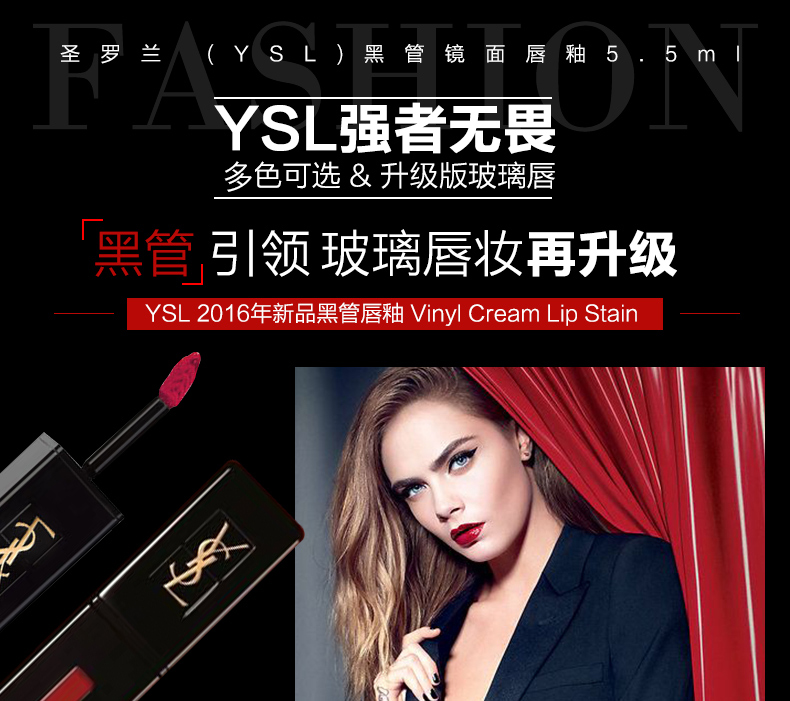 FASHION
圣罗兰 (YSL)黑管镜面唇釉5.5ml
YSL强者无畏
多色可选 & 升级版玻璃唇
「黑管」引领 玻璃唇妆再升级
YSL 2016年新品黑管唇釉 Vinyl Cream Lip Stain
YSL
YSL